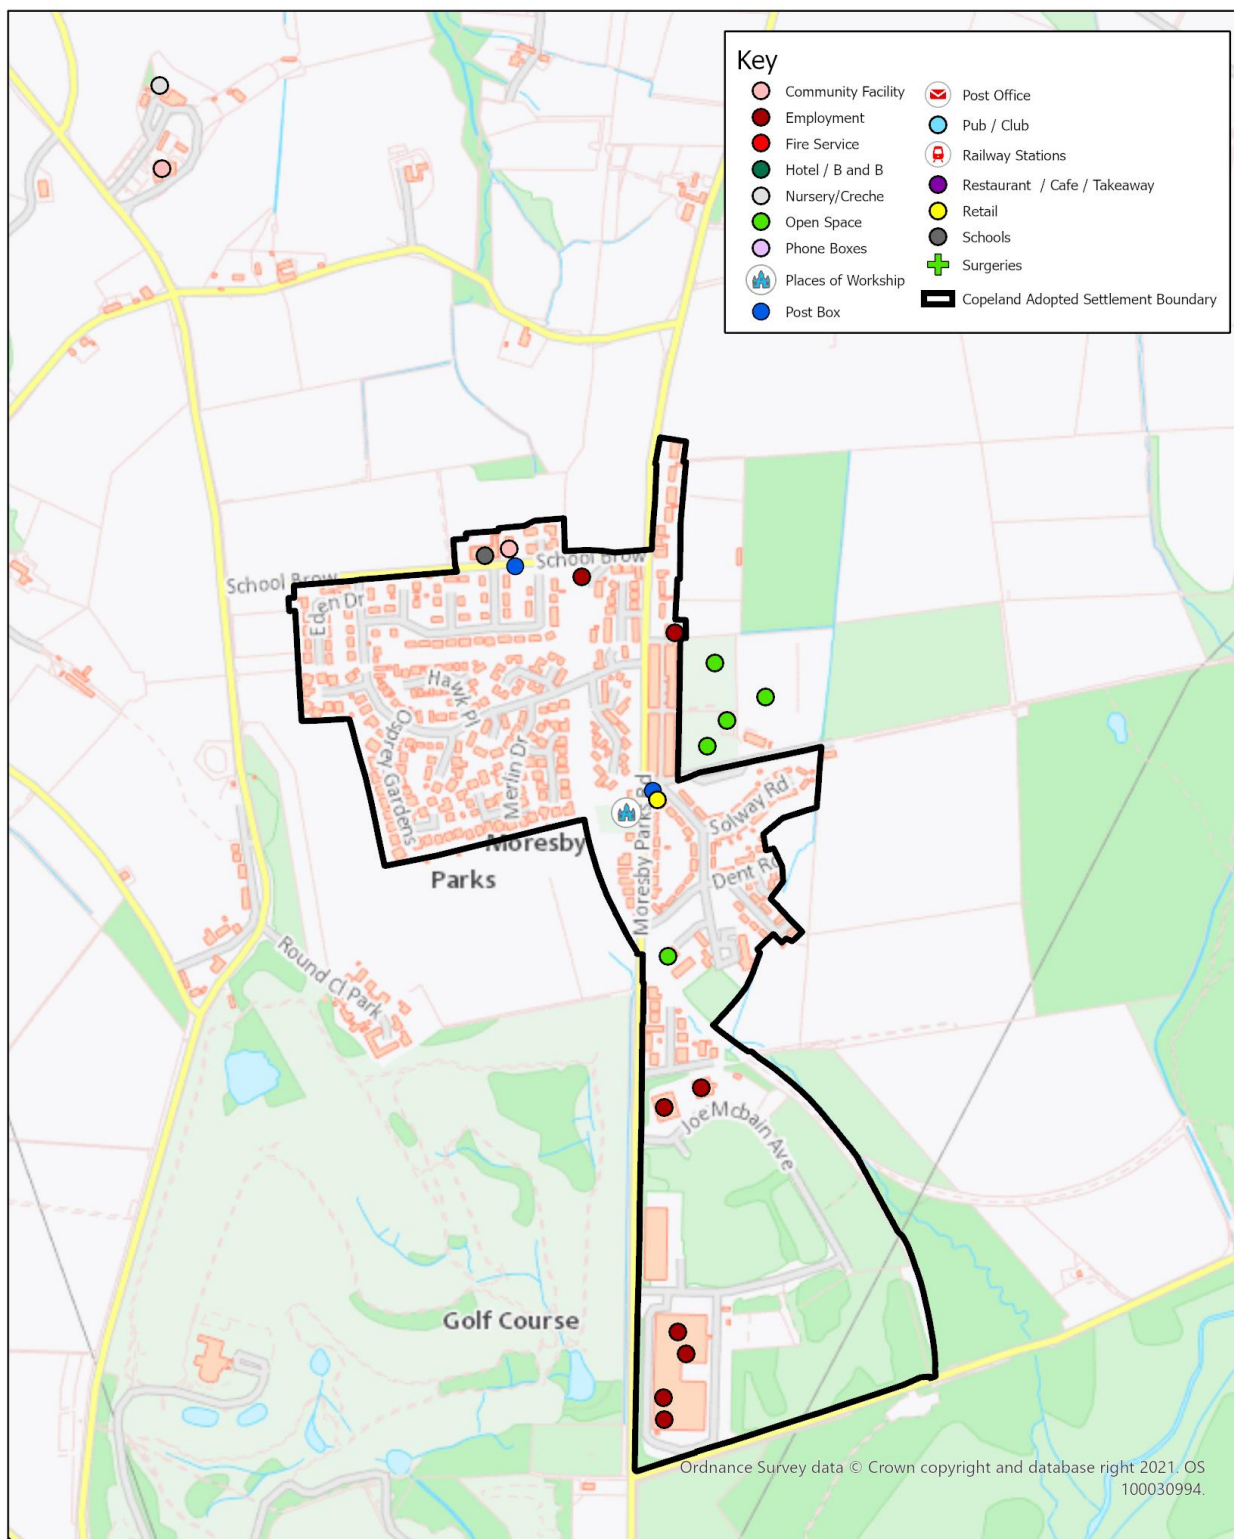 Key
Community Facility
Employment
Fire Service
Hotel / B and B
Nursery/Creche
Open Space
Phone Boxes
Places of Workship
Post Box
Post Office
Pub / Club
Railway Stations
Restaurant / Cafe / Takeaway
Retail
Schools
Surgeries
Copeland Adopted Settlement Boundary
School Brow
School Brow
Eden Dr
Hawk Pl
Osprey Gardens
Merlin Dr
Moresby Parks Rd
Solway Rd
Dent Rd
Moresby
Parks
Round Cl Park
Joe Mcbain Ave
Golf Course
Ordnance Survey data © Crown copyright and database right 2021. OS
100030994.